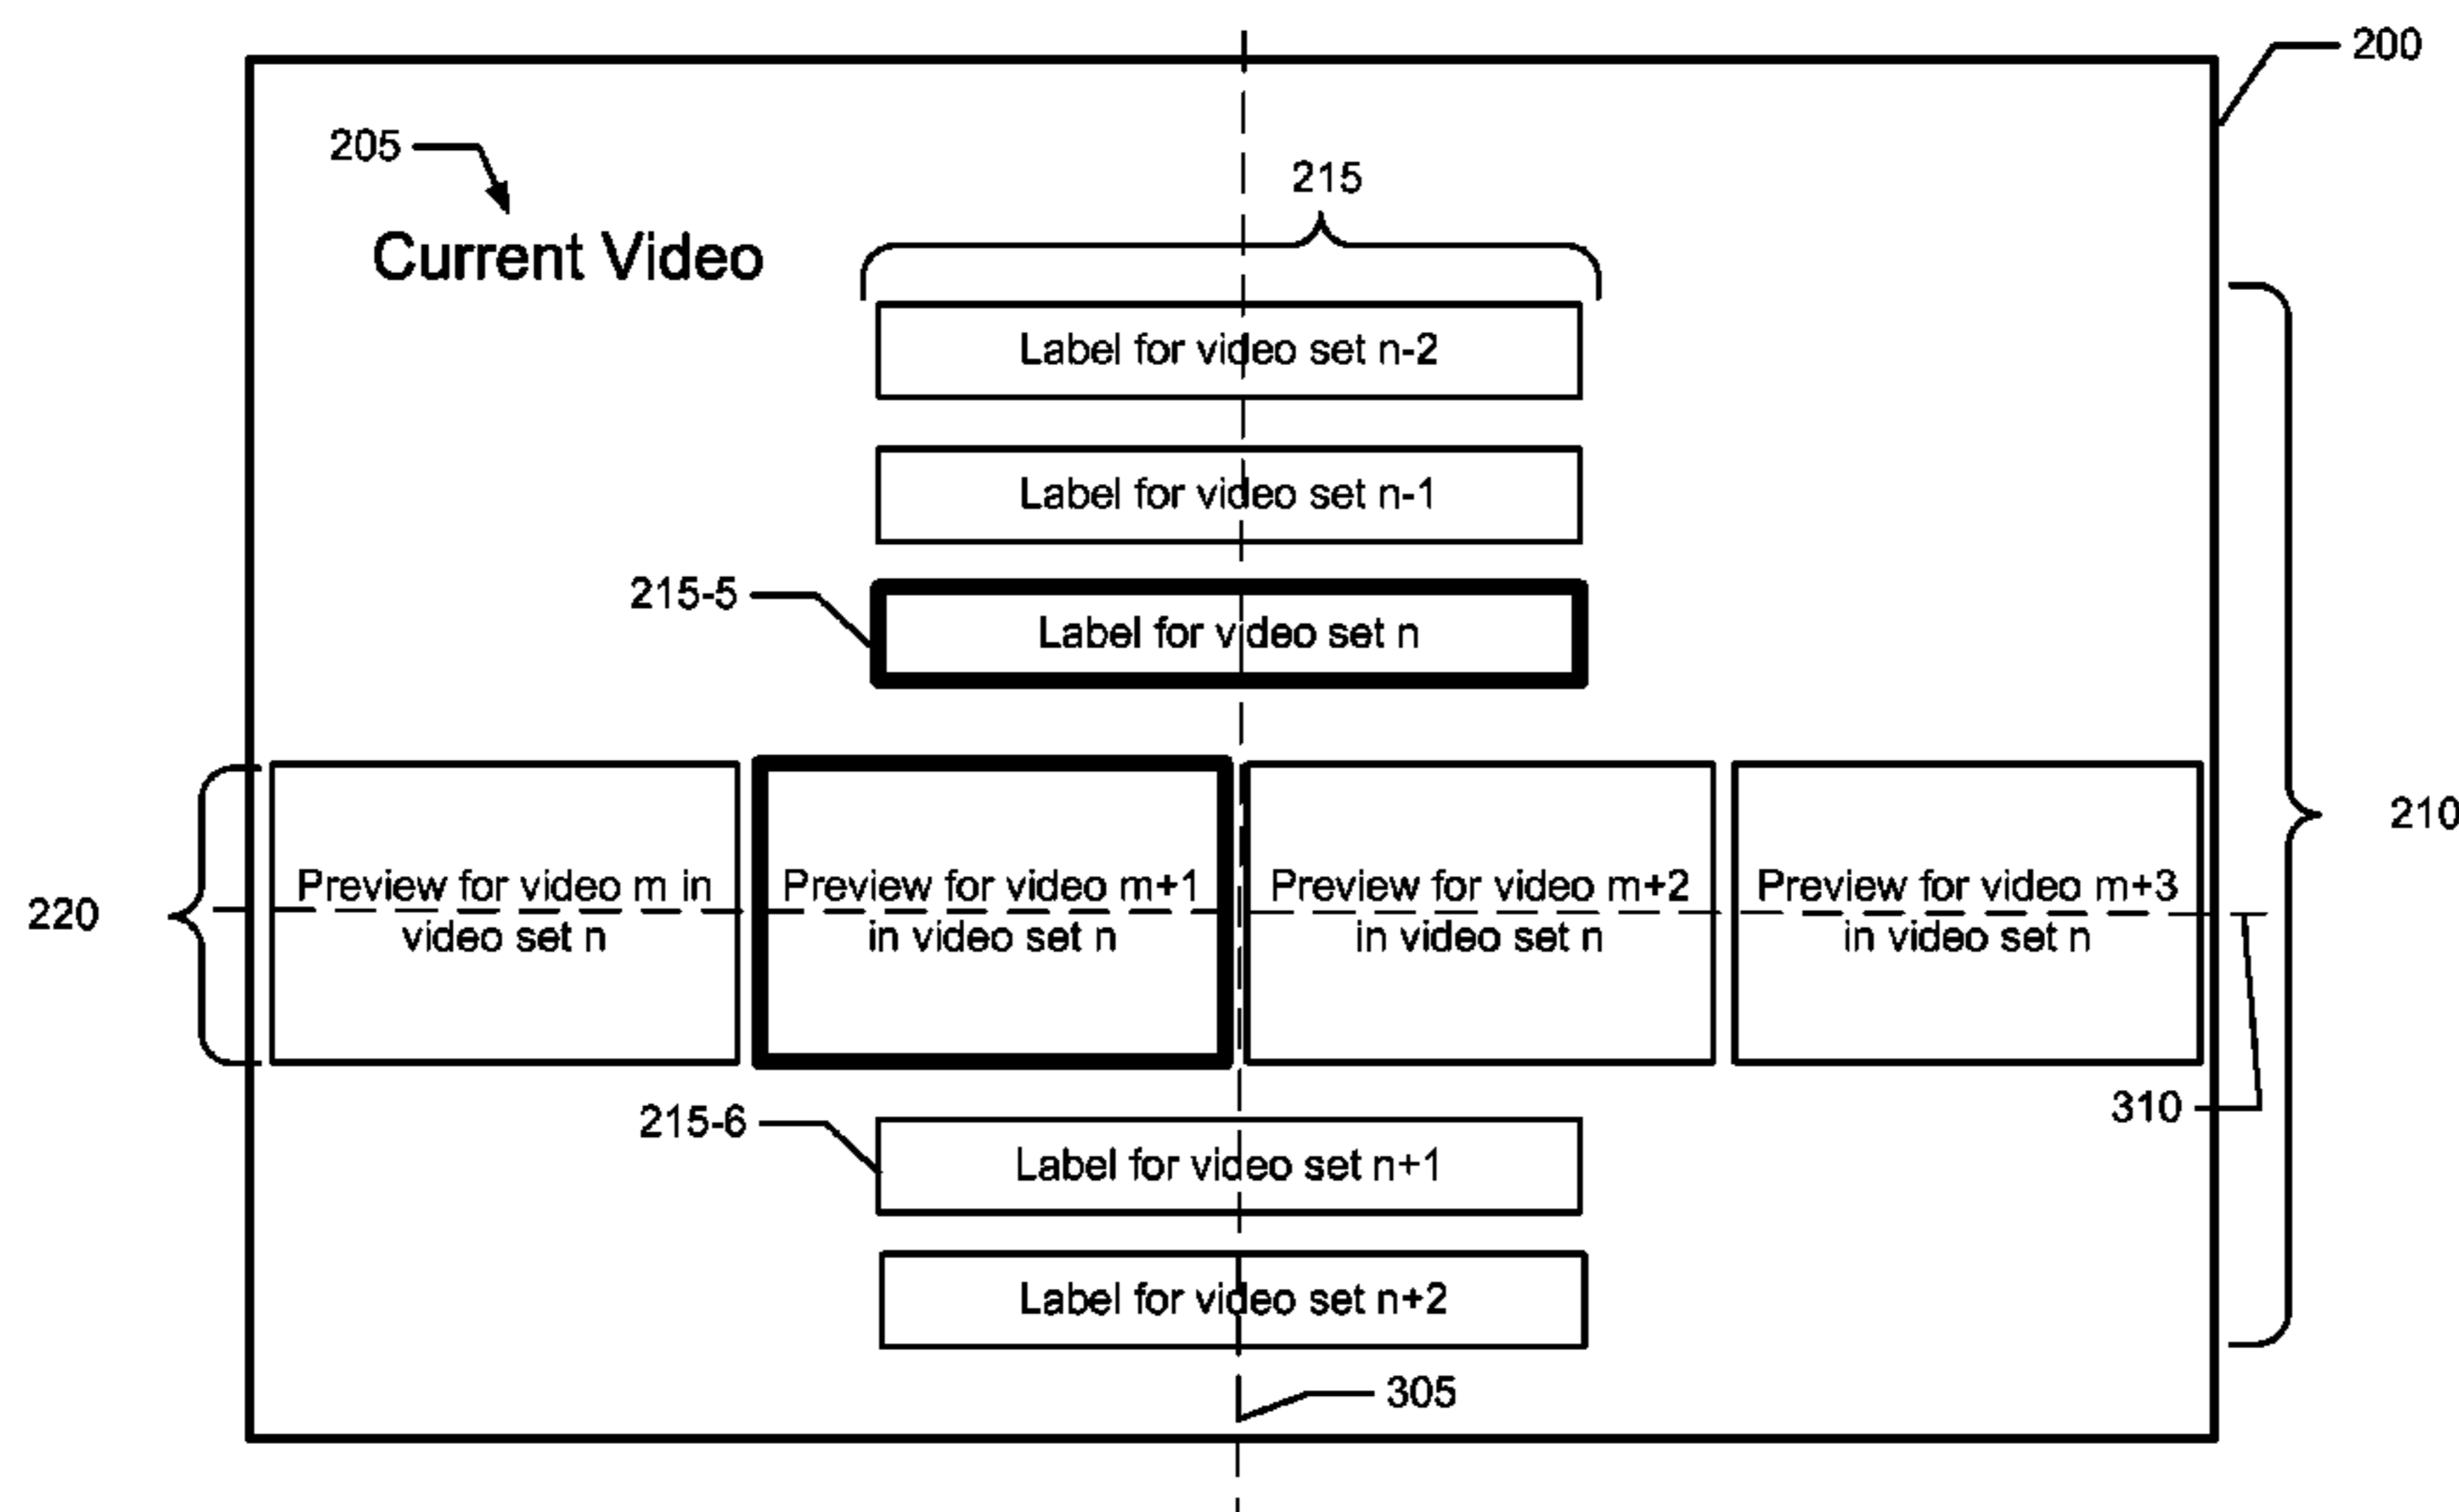 200
205
215
Current Video
Label for video set n-2
Label for video set n-1
215-5
Label for video set n
210
220
Preview for video m in
video set n
Preview for video m+1
in video set n
Preview for video m+2
in video set n
Preview for video m+3
in video set n
215-6
310
Label for video set n+1
Label for video set n+2
305